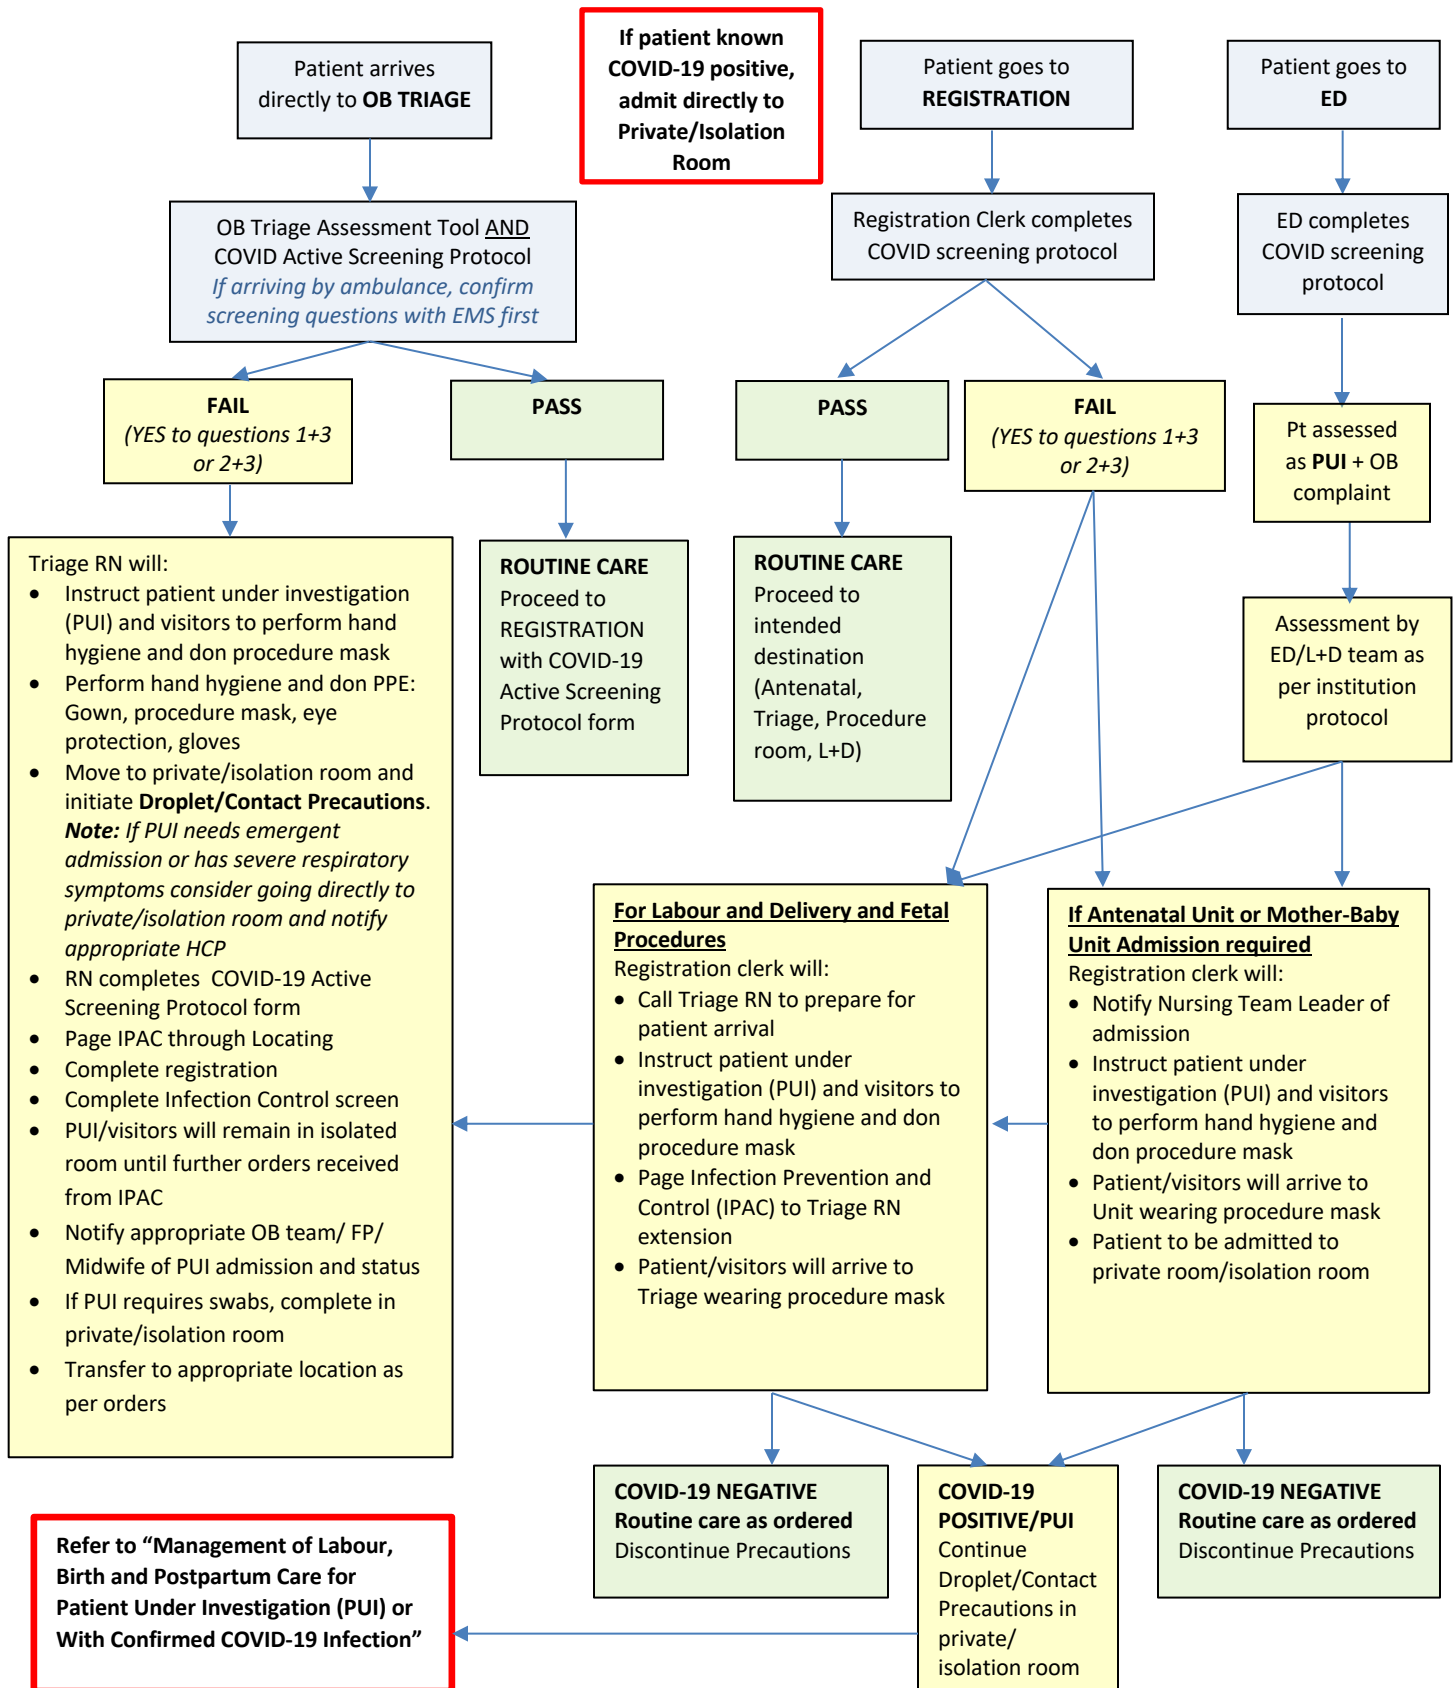 Patient arrives
directly to OB TRIAGE
If patient known
COVID-19 positive,
admit directly to
Private/Isolation
Room
Patient goes to
REGISTRATION
Patient goes to
ED
OB Triage Assessment Tool AND
COVID Active Screening Protocol
If arriving by ambulance, confirm
screening questions with EMS first
Registration Clerk completes
COVID screening protocol
ED completes
COVID screening
protocol
FAIL
(YES to questions 1+3
or 2+3)
PASS
PASS
FAIL
(YES to questions 1+3
or 2+3)
Pt assessed
as PUI + OB
complaint
Triage RN will:
• Instruct patient under investigation
(PUI) and visitors to perform hand
hygiene and don procedure mask
• Perform hand hygiene and don PPE:
Gown, procedure mask, eye
protection, gloves
• Move to private/isolation room and
initiate Droplet/Contact Precautions.
Note: If PUI needs emergent
admission or has severe respiratory
symptoms consider going directly to
private/isolation room and notify
appropriate HCP
• RN completes COVID-19 Active
Screening Protocol form
• Page IPAC through Locating
• Complete registration
• Complete Infection Control screen
• PUI/visitors will remain in isolated
room until further orders received
from IPAC
• Notify appropriate OB team/ FP/
Midwife of PUI admission and status
• If PUI requires swabs, complete in
private/isolation room
• Transfer to appropriate location as
per orders
ROUTINE CARE
Proceed to
REGISTRATION
with COVID-19
Active Screening
Protocol form
ROUTINE CARE
Proceed to
intended
destination
(Antenatal,
Triage, Procedure
room, L+D)
Assessment by
ED/L+D team as
per institution
protocol
For Labour and Delivery and Fetal
Procedures
Registration clerk will:
• Call Triage RN to prepare for
patient arrival
• Instruct patient under
investigation (PUI) and visitors to
perform hand hygiene and don
procedure mask
• Page Infection Prevention and
Control (IPAC) to Triage RN
extension
• Patient/visitors will arrive to
Triage wearing procedure mask
If Antenatal Unit or Mother-Baby
Unit Admission required
Registration clerk will:
• Notify Nursing Team Leader of
admission
• Instruct patient under
investigation (PUI) and visitors
to perform hand hygiene and
don procedure mask
• Patient/visitors will arrive to
Unit wearing procedure mask
• Patient to be admitted to
private room/isolation room
COVID-19 NEGATIVE
Routine care as ordered
Discontinue Precautions
COVID-19
POSITIVE/PUI
Continue
Droplet/Contact
Precautions in
private/
isolation room
COVID-19 NEGATIVE
Routine care as ordered
Discontinue Precautions
Refer to “Management of Labour,
Birth and Postpartum Care for
Patient Under Investigation (PUI) or
With Confirmed COVID-19 Infection”